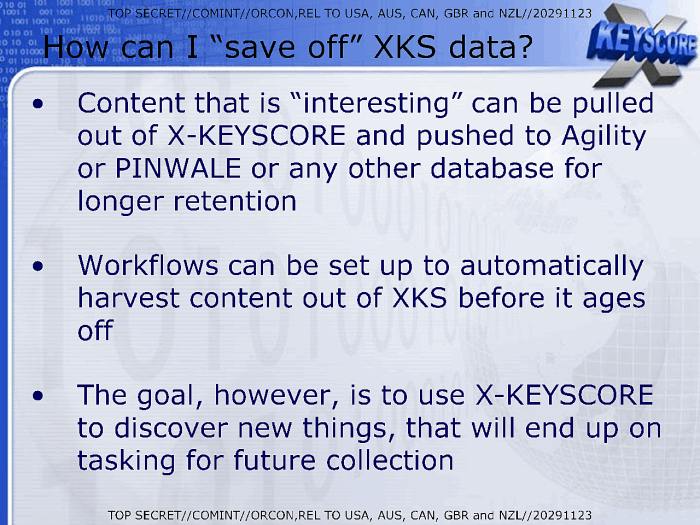 TOP SECRET//COMINT//ORCON,REL TO USA, AUS, CAN, GBR and NZL//20291123
How can I “save off” XKS data?
X
KEYSCORE
• Content that is “interesting” can be pulled
out of X-KEYSCORE and pushed to Agility
or PINWALE or any other database for
longer retention
• Workflows can be set up to automatically
harvest content out of XKS before it ages
off
• The goal, however, is to use X-KEYSCORE
to discover new things, that will end up on
tasking for future collection
TOP SECRET//COMINT//ORCON,REL TO USA, AUS, CAN, GBR and NZL//20291123